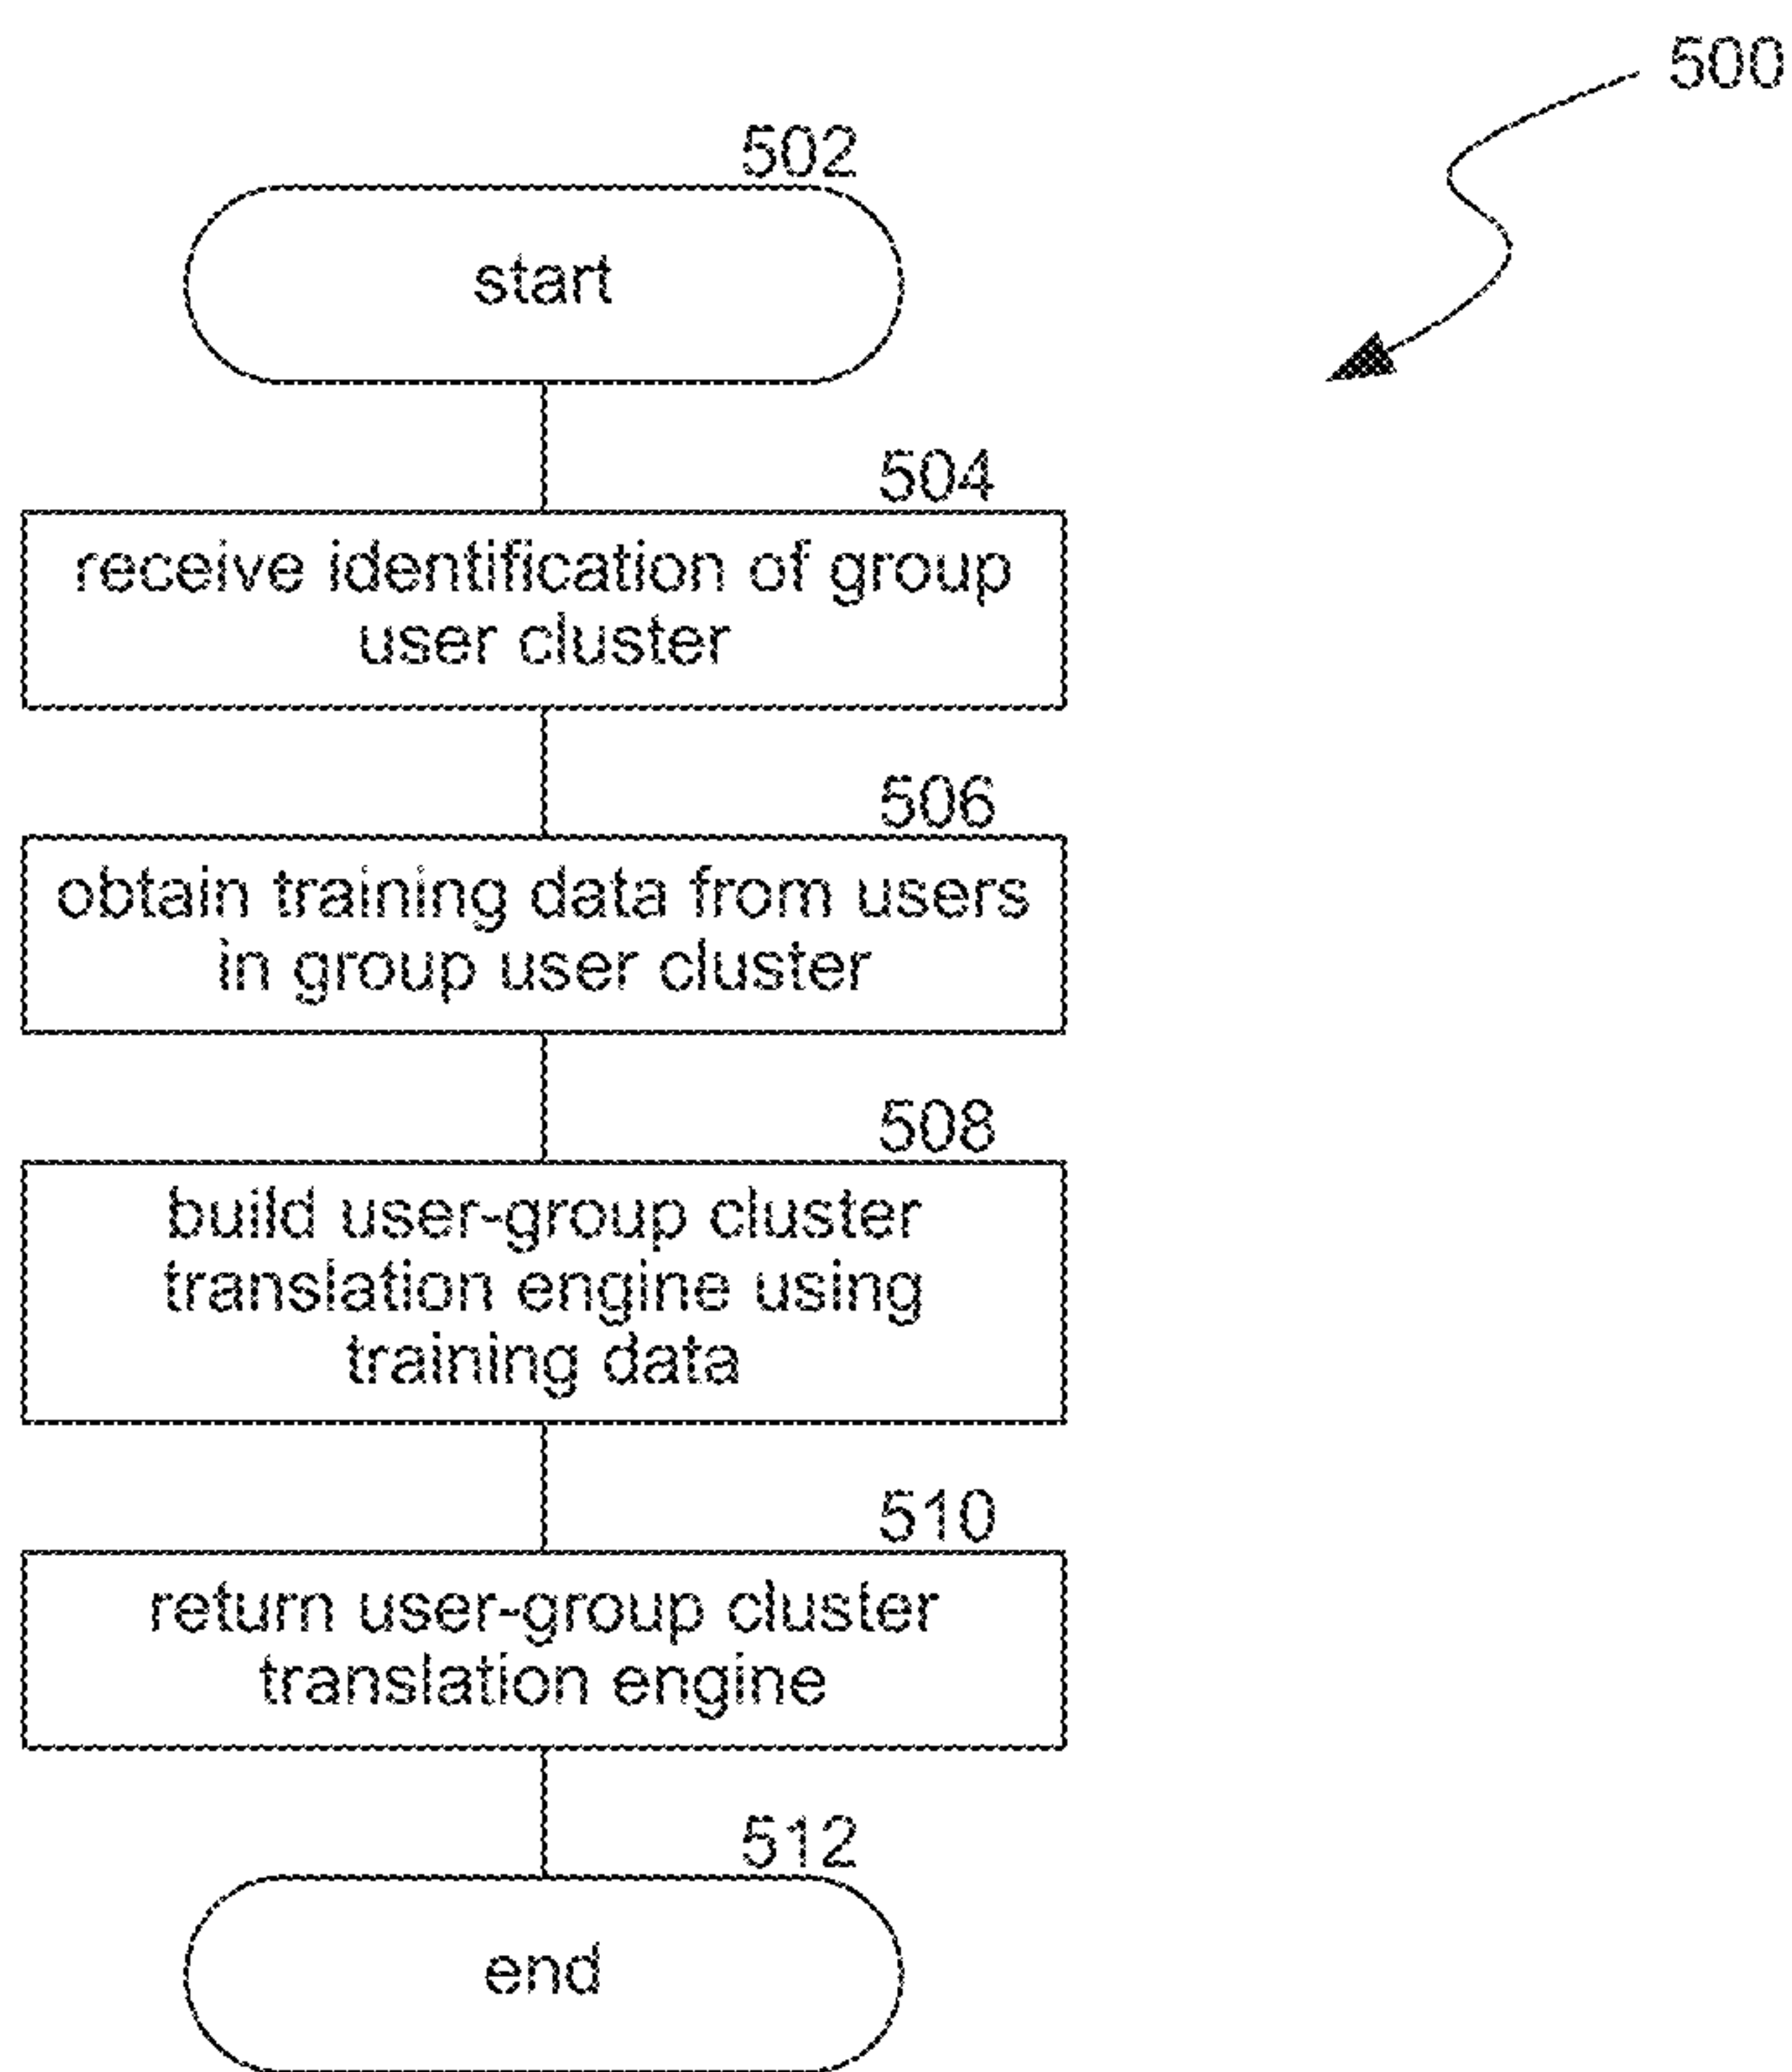 500
502
start
504
receive identification of group
user cluster
506
obtain training data from users
in group user cluster
508
build user-group cluster
translation engine using
training data
510
return user-group cluster
translation engine
512
end